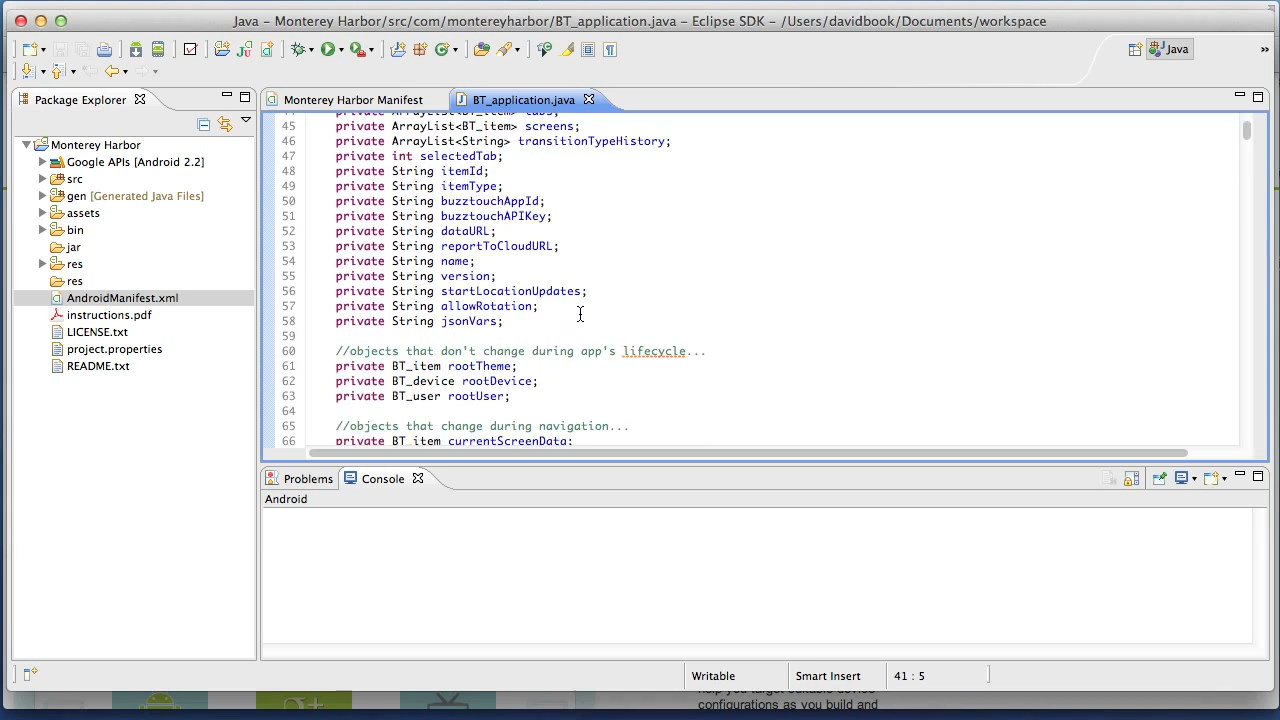 Java – Monterey Harbor/src/com/montereyharbor/BT_application.java – Eclipse SDK – /Users/davidbook/Documents/workspace
Java
»
Package Explorer
Monterey Harbor Manifest
BT_application.java
Monterey Harbor
Google APIs [Android 2.2]
src
gen [Generated Java Files]
assets
bin
jar
res
res
AndroidManifest.xml
instructions.pdf
LICENSE.txt
project.properties
README.txt
44 private ArrayList<BT_item> tabs;
45 private ArrayList<BT_item> screens;
46 private ArrayList<String> transitionTypeHistory;
47 private int selectedTab;
48 private String itemId;
49 private String itemType;
50 private String buzztouchAppId;
51 private String buzztouchAPIKey;
52 private String dataURL;
53 private String reportToCloudURL;
54 private String name;
55 private String version;
56 private String startLocationUpdates;
57 private String allowRotation;
58 private String jsonVars;
59
60 //objects that don't change during app's lifecycle...
61 private BT_item rootTheme;
62 private BT_device rootDevice;
63 private BT_user rootUser;
64
65 //objects that change during navigation...
66 private BT_item currentScreenData;
Problems
Console
Android
Writable
Smart Insert
41 : 5
configurations as you build and